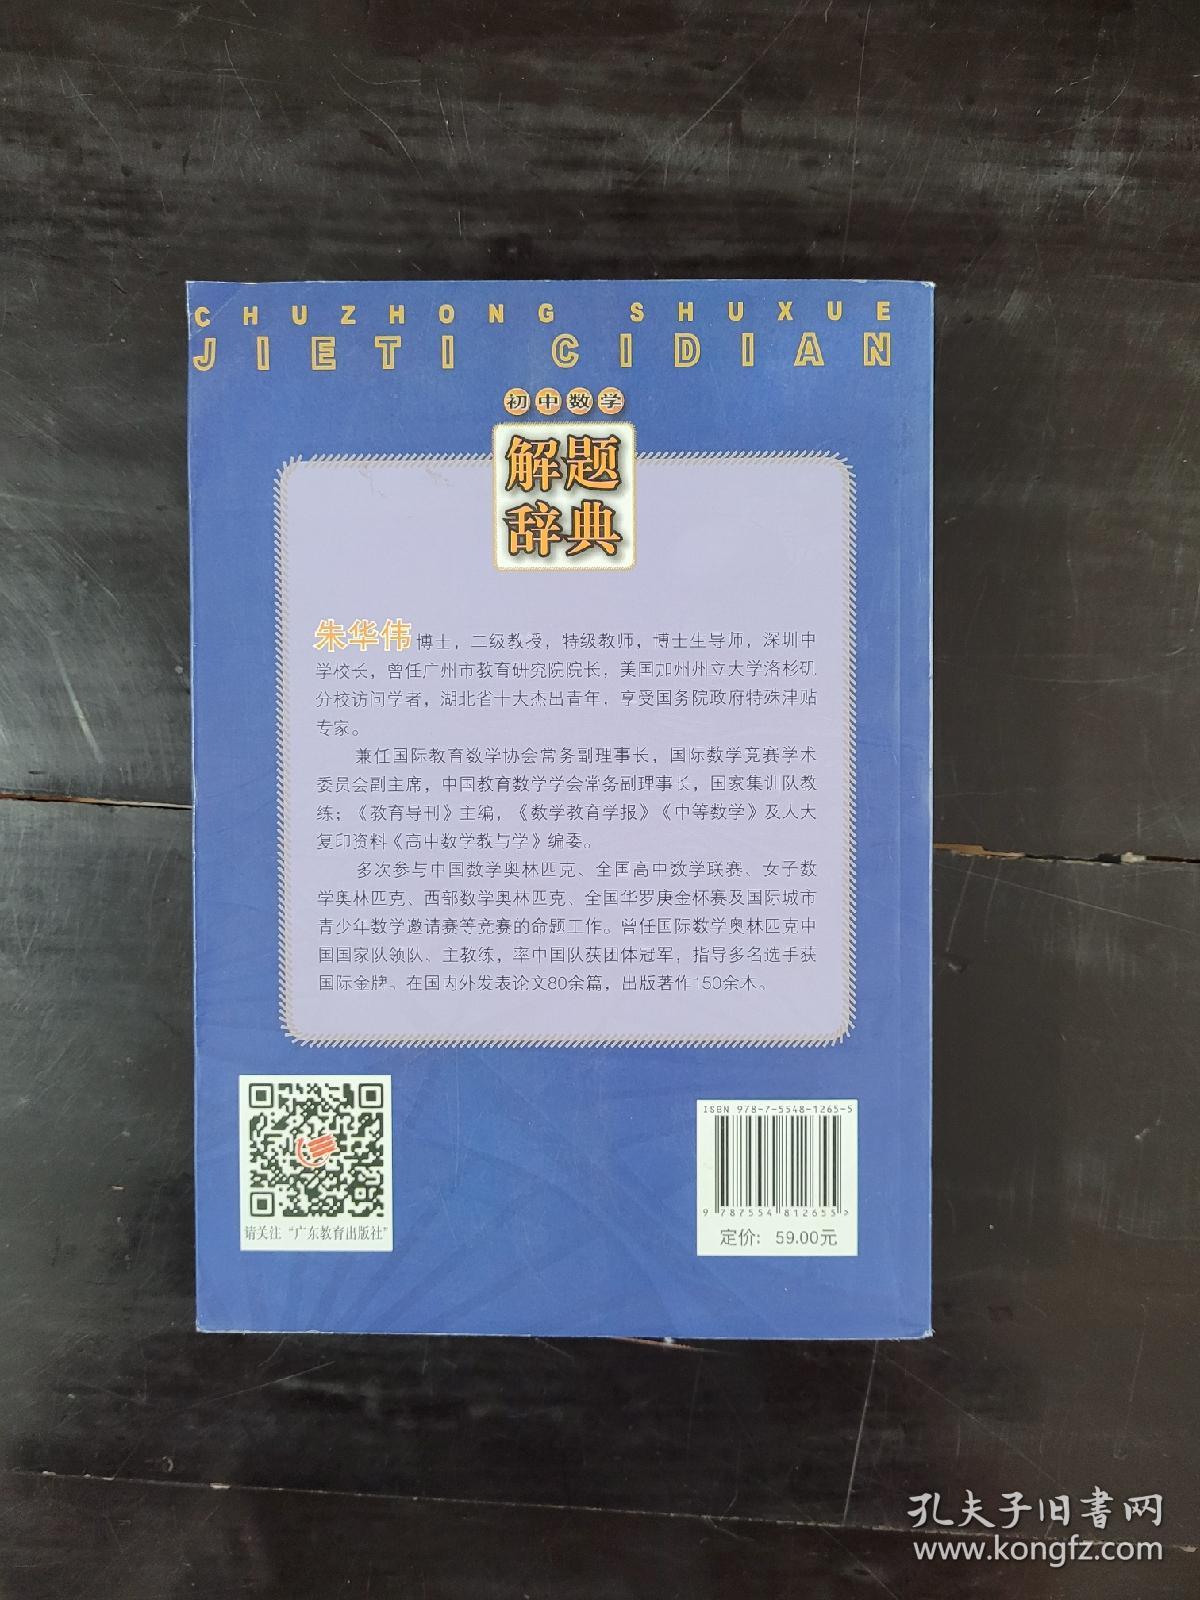 CHUZHONG SHUXUE
JIETI CIDIAN
初中数学
解题
辞典
朱华伟博士，二级教授，特级教师，博士生导师，深圳中
学校长，曾任广州市教育研究院院长，美国加州州立大学洛杉矶
分校访问学者，湖北省十大杰出青年，享受国务院政府特殊津贴
专家。
兼任国际教育数学协会常务副理事长，国际数学竞赛学术
委员会副主席，中国教育数学学会常务副理事长，国家集训队教
练；《教育导刊》主编，《数学教育学报》《中等数学》及人大
复印资料《高中数学教与学》编委。
多次参与中国数学奥林匹克、全国高中数学联赛、女子数
学奥林匹克、西部数学奥林匹克、全国华罗庚金杯赛及国际城市
青少年数学邀请赛等竞赛的命题工作。曾任国际数学奥林匹克中
国国家队领队、主教练，率中国队获团体冠军，指导多名选手获
国际金牌。在国内外发表论文80余篇，出版著作150余本。
请关注“广东教育出版社”
ISBN 978-7-5548-1265-5
9 787554 812655 >
定价: 59.00元
孔夫子旧书网
www.kongfz.com